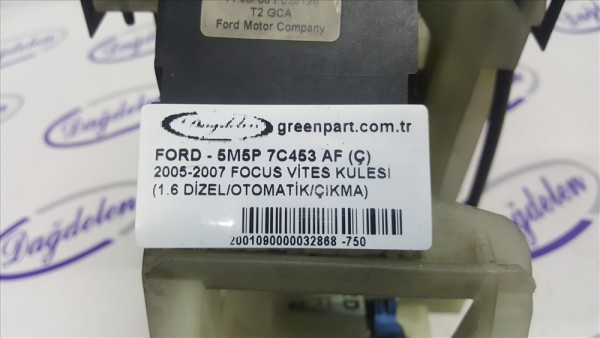 T2 GCA
Ford Motor Company
Dağdelen
greenpart.com.tr
FORD - 5M5P 7C453 AF (Ç)
2005-2007 FOCUS VİTES KULESİ
(1.6 DİZEL/OTOMATİK/ÇIKMA)
2001090000032868 -750
Dağdelen